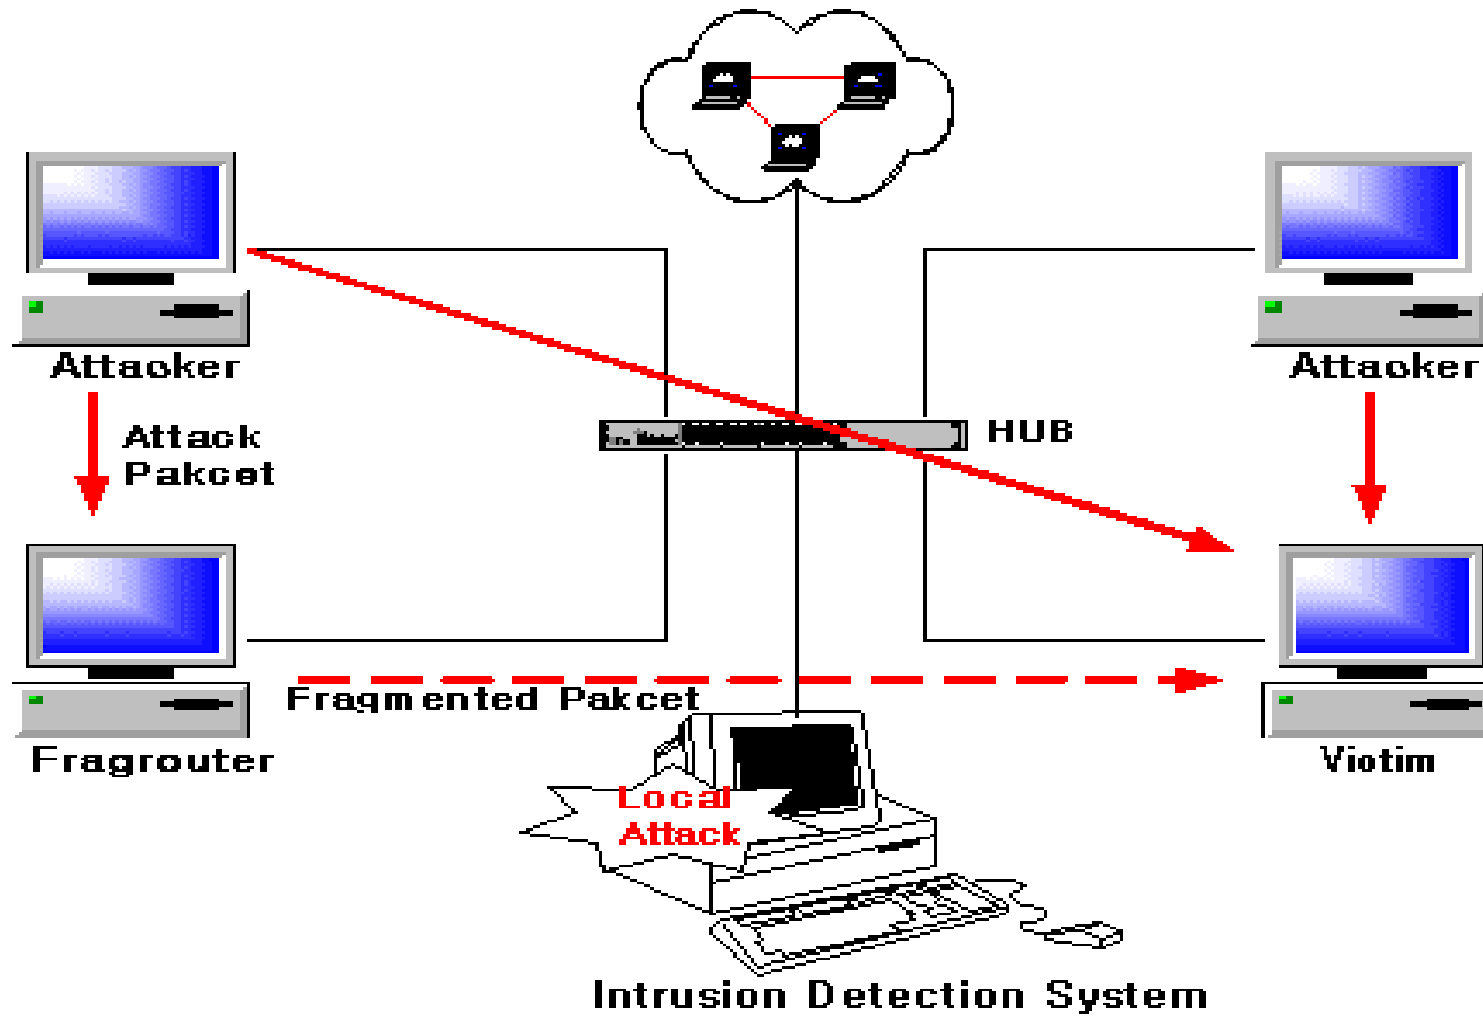 Attacker
Attacker
HUB
Attack
Pakcet
Fragmented Pakcet
Fragrouter
Victim
Local
Attack
Intrusion Detection System